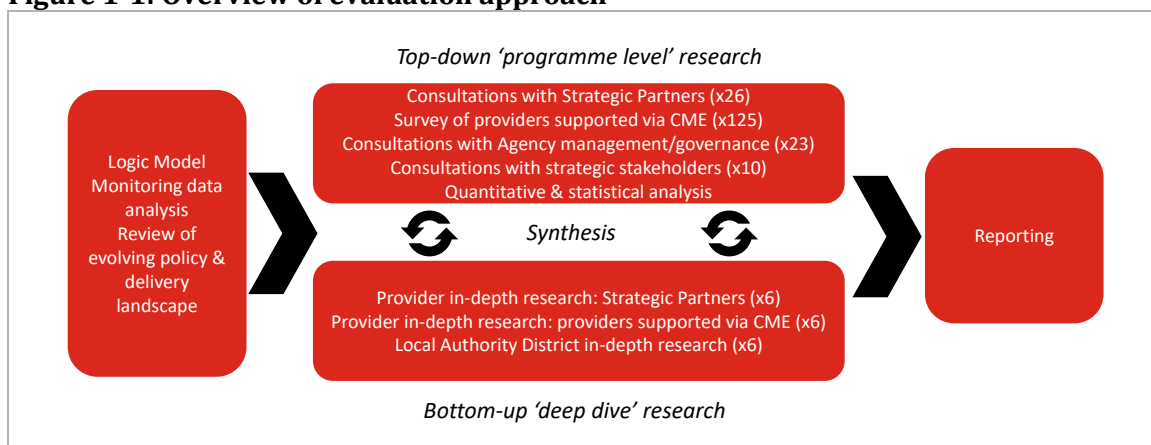 Figure 1-1: Overview of evaluation approach
Top-down ‘programme level’ research
Logic Model
Monitoring data
analysis
Review of
evolving policy &
delivery
landscape
Consultations with Strategic Partners (x26)
Survey of providers supported via CME (x125)
Consultations with Agency management/governance (x23)
Consultations with strategic stakeholders (x10)
Quantitative & statistical analysis
Synthesis
Provider in-depth research: Strategic Partners (x6)
Provider in-depth research: providers supported via CME (x6)
Local Authority District in-depth research (x6)
Bottom-up ‘deep dive’ research
Reporting